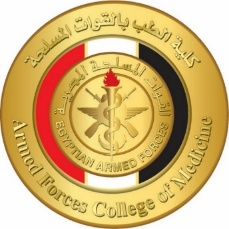 كلية الطب بالقوات المسلحة
القوات المسلحة المصرية
EGYPTIAN ARMED FORCES
Armed Forces College of Medicine